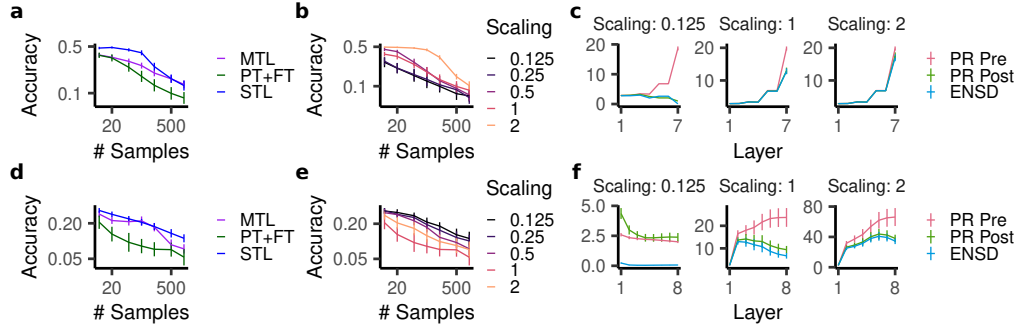 a
Accuracy
0.5
0.1
20
500
# Samples
MTL
PT+FT
STL
b
Accuracy
0.5
0.1
20
500
# Samples
Scaling
0.125
0.25
0.5
1
2
c
Scaling: 0.125
Scaling: 1
Scaling: 2
20
10
0
1
7
20
10
1
7
20
10
1
7
Layer
PR Pre
PR Post
ENSD
d
Accuracy
0.20
0.05
20
500
# Samples
MTL
PT+FT
STL
e
Accuracy
0.20
0.05
20
500
# Samples
Scaling
0.125
0.25
0.5
1
2
f
Scaling: 0.125
Scaling: 1
Scaling: 2
5.0
2.5
0.0
1
8
20
10
1
8
80
40
0
1
8
Layer
PR Pre
PR Post
ENSD